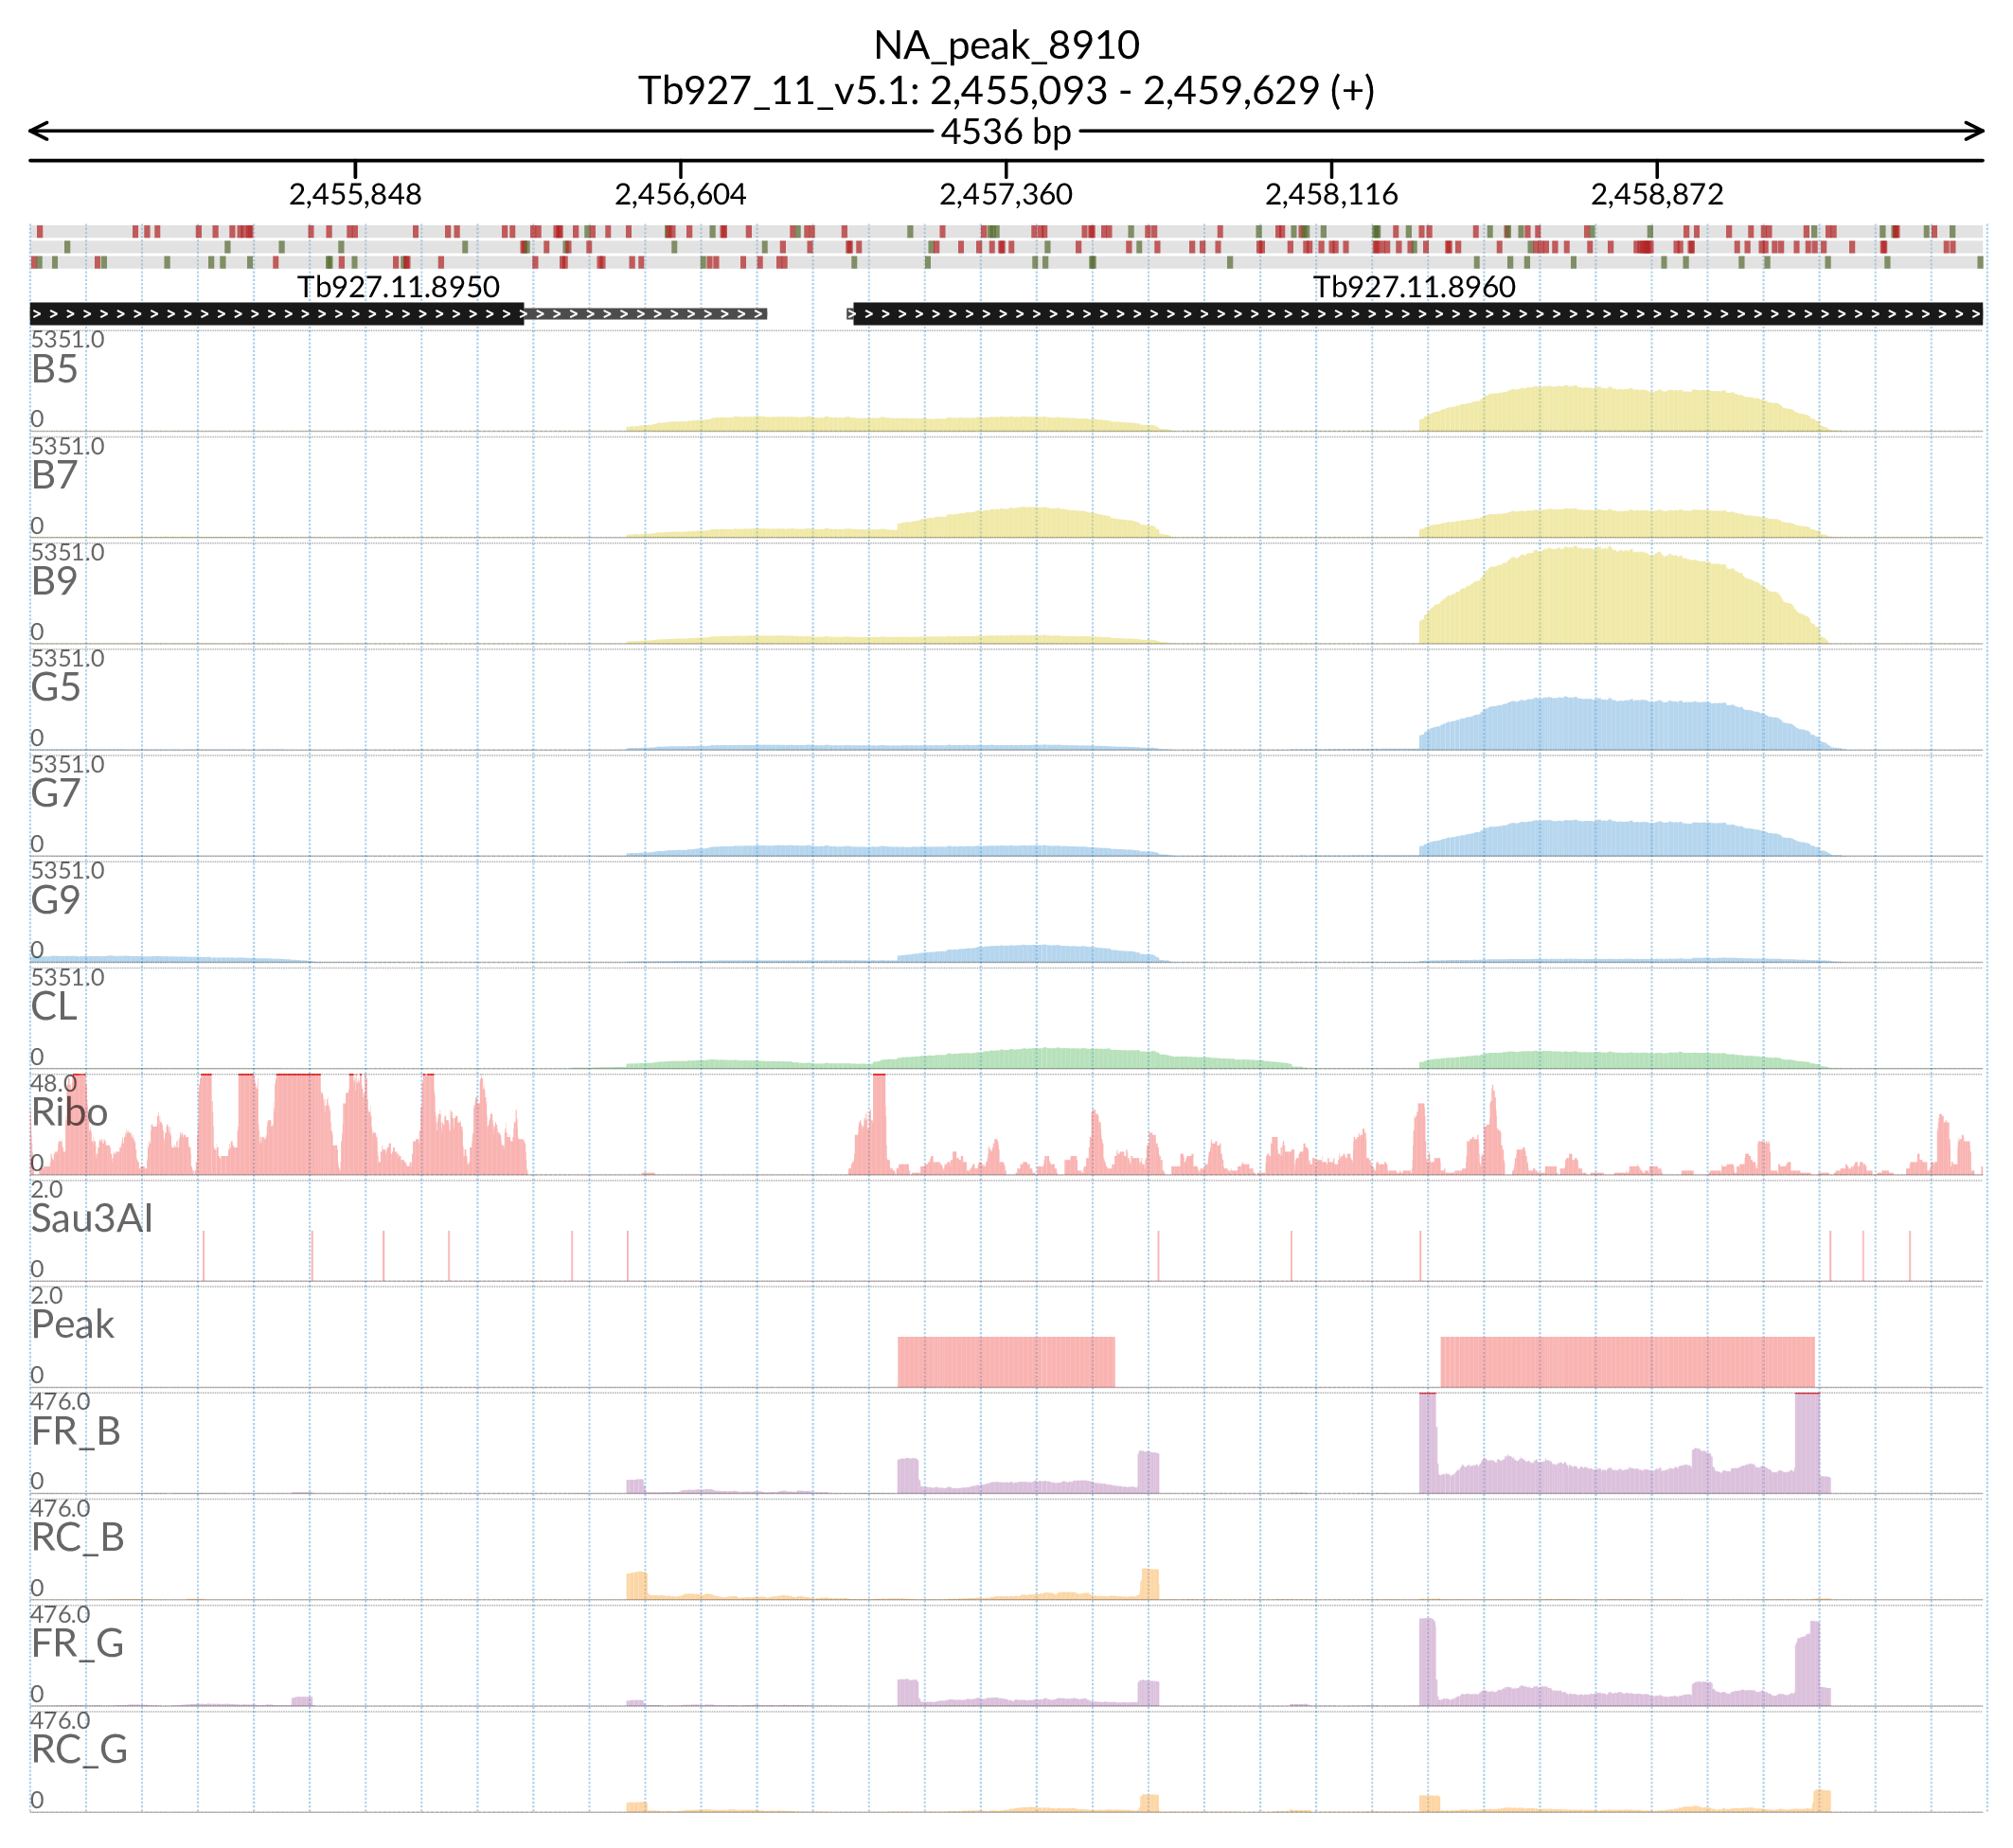 NA_peak_8910
Tb927_11_v5.1: 2,455,093 - 2,459,629 (+)
4536 bp
2,455,848 2,456,604 2,457,360 2,458,116 2,458,872
Tb927.11.8950 Tb927.11.8960
5351.0
B5
0
5351.0
B7
0
5351.0
B9
0
5351.0
G5
0
5351.0
G7
0
5351.0
G9
0
5351.0
CL
0
48.0
Ribo
0
2.0
Sau3AI
0
2.0
Peak
0
476.0
FR_B
0
476.0
RC_B
0
476.0
FR_G
0
476.0
RC_G
0